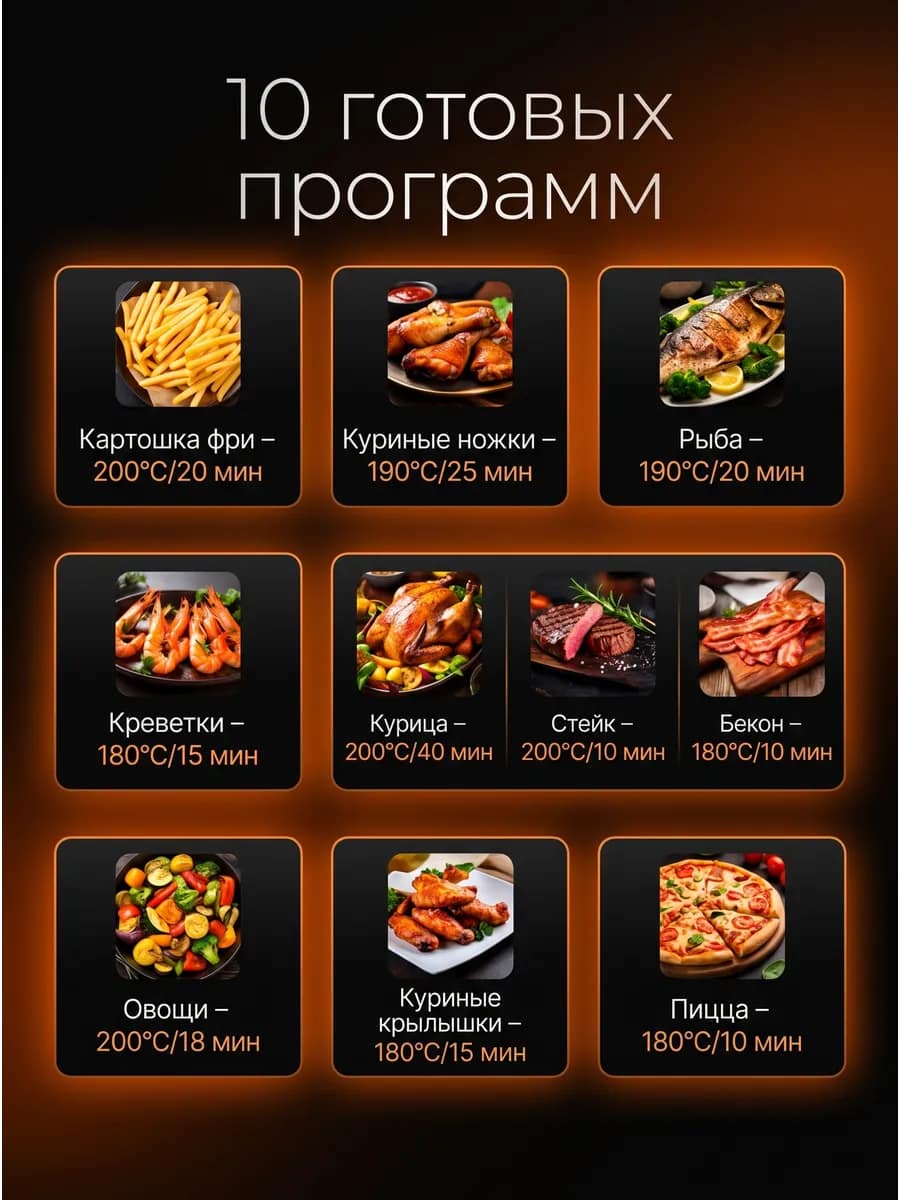 10 готовых
программ
Картошка фри –
200°C/20 мин
Куриные ножки –
190°C/25 мин
Рыба –
190°C/20 мин
Креветки –
180°C/15 мин
Курица –
200°C/40 мин
Стейк –
200°C/10 мин
Бекон –
180°C/10 мин
Овощи –
200°C/18 мин
Куриные
крылышки –
180°C/15 мин
Пицца –
180°C/10 мин